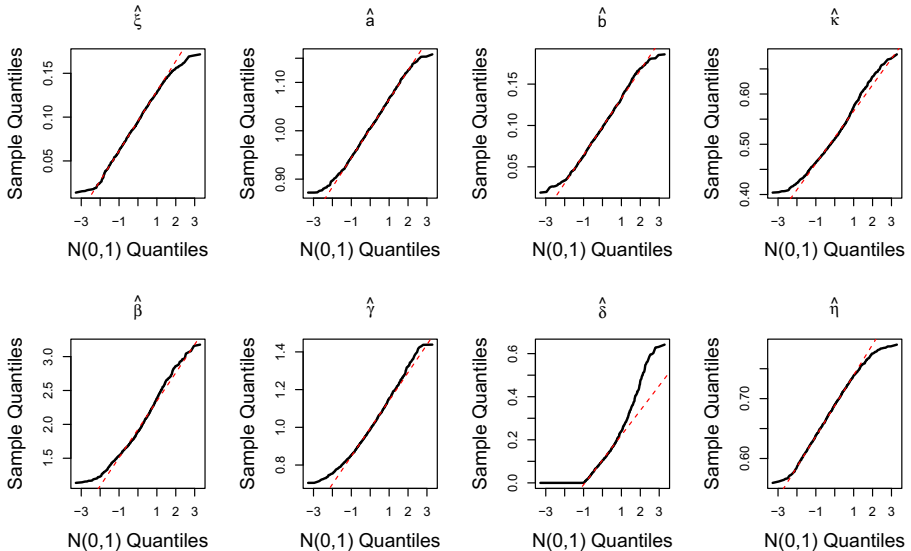 ξ̂
Sample Quantiles
0.05 0.10 0.15
−3 −1 1 2 3
N(0,1) Quantiles
â
Sample Quantiles
0.90 1.00 1.10
−3 −1 1 2 3
N(0,1) Quantiles
b̂
Sample Quantiles
0.05 0.10 0.15
−3 −1 1 2 3
N(0,1) Quantiles
κ̂
Sample Quantiles
0.40 0.50 0.60
−3 −1 1 2 3
N(0,1) Quantiles
β̂
Sample Quantiles
1.5 2.0 2.5 3.0
−3 −1 1 2 3
N(0,1) Quantiles
γ̂
Sample Quantiles
0.8 1.0 1.2 1.4
−3 −1 1 2 3
N(0,1) Quantiles
δ̂
Sample Quantiles
0.0 0.2 0.4 0.6
−3 −1 1 2 3
N(0,1) Quantiles
η̂
Sample Quantiles
0.60 0.70
−3 −1 1 2 3
N(0,1) Quantiles